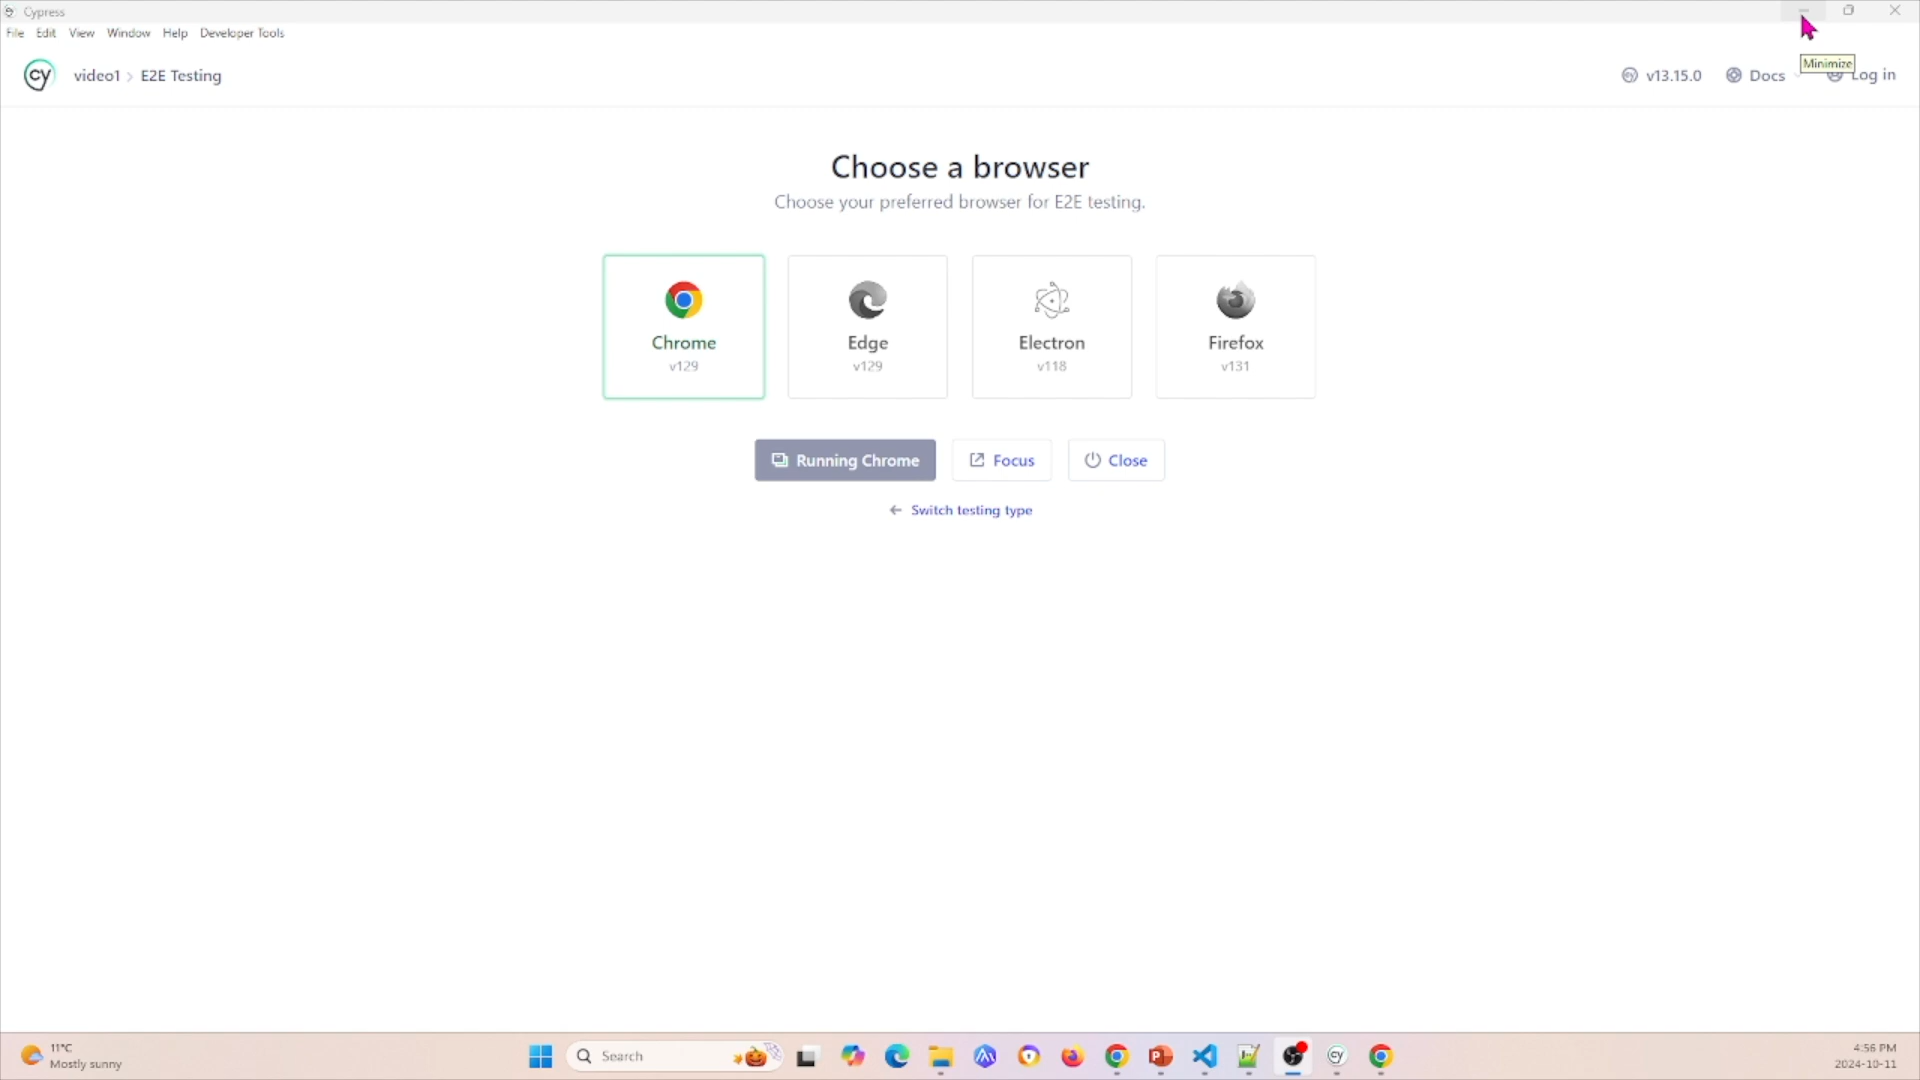 Cypress
File Edit View Window Help Developer Tools
cy video1 > E2E Testing
v13.15.0 Docs Log in
Minimize
Choose a browser
Choose your preferred browser for E2E testing.
Chrome
v129
Edge
v129
Electron
v118
Firefox
v131
Running Chrome
Focus
Close
Switch testing type
11°C
Mostly sunny
Search
4:56 PM
2024-10-11